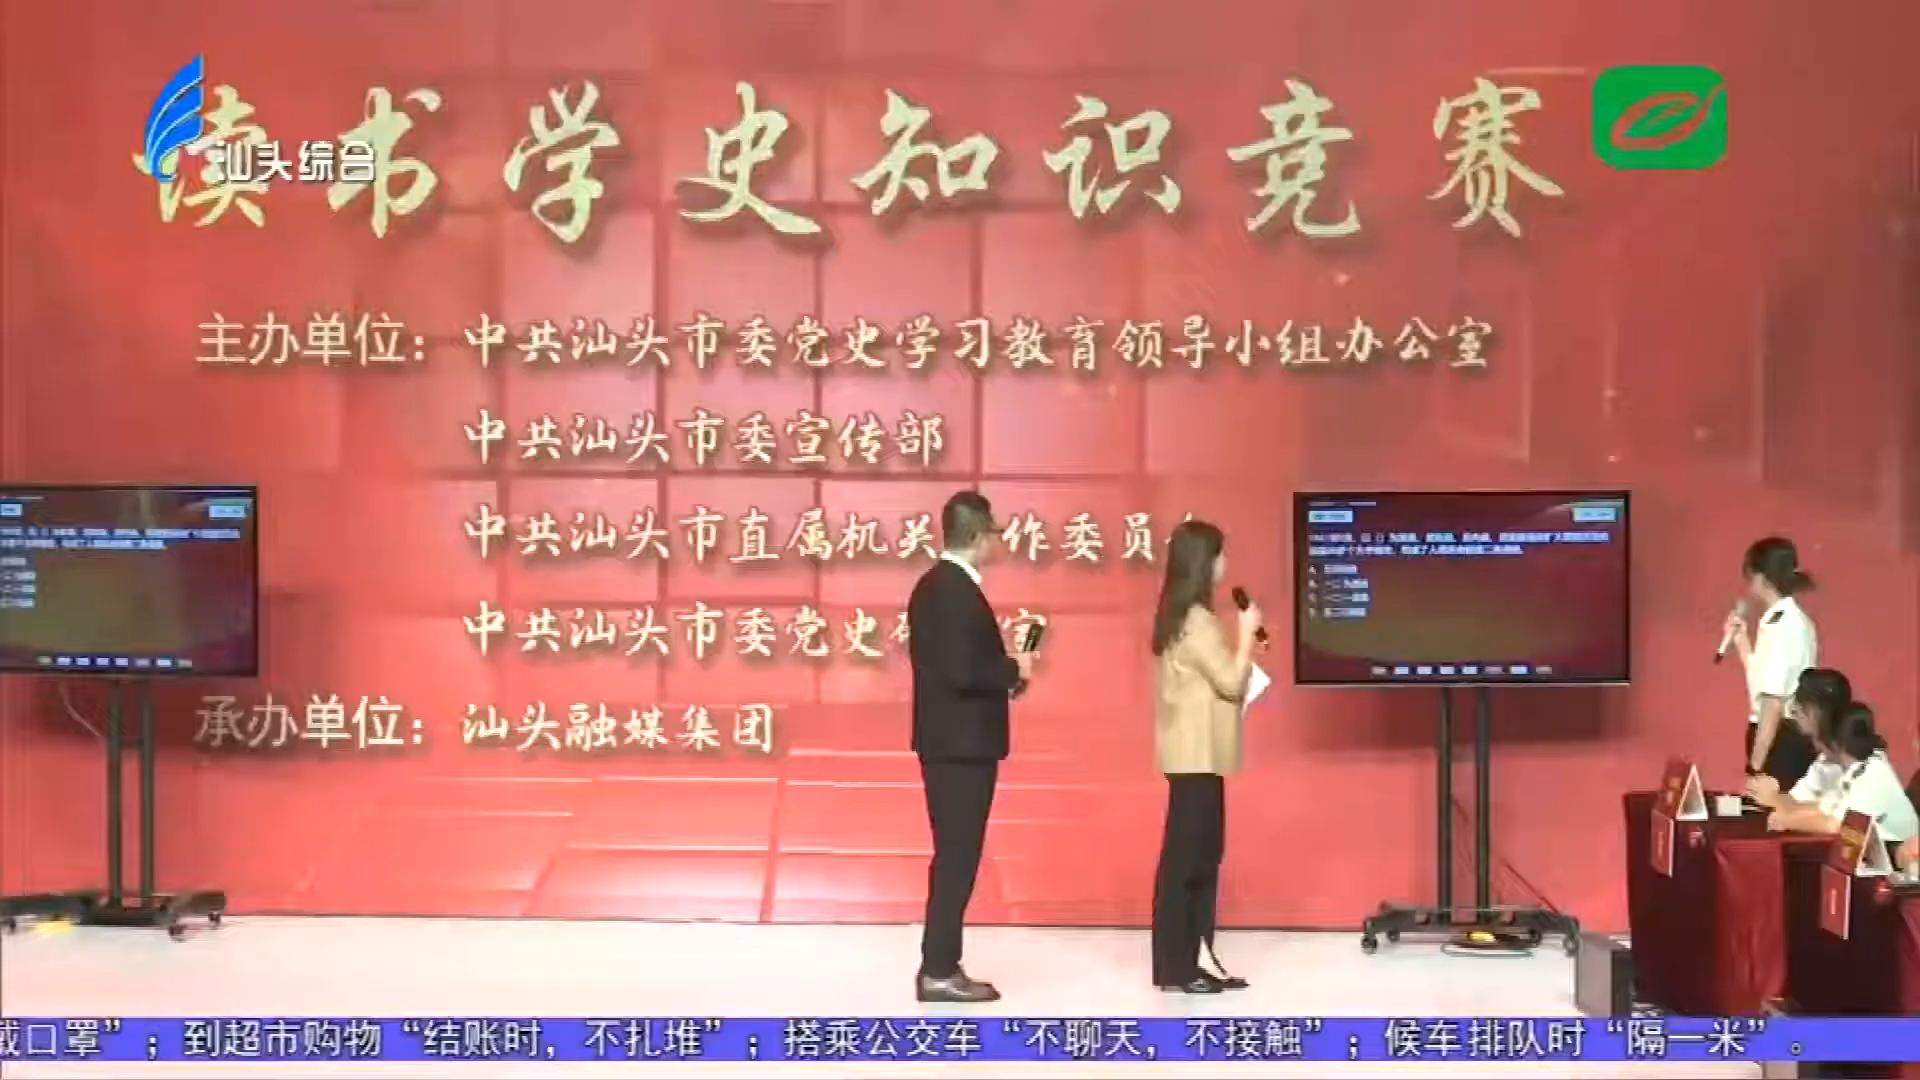 读书学史知识竞赛
汕头综合
主办单位：中共汕头市委党史学习教育领导小组办公室
中共汕头市委宣传部
中共汕头市直属机关 作委员
中共汕头市委党史 室
承办单位：汕头融媒集团
戴口罩”；到超市购物“结账时，不扎堆”；搭乘公交车“不聊天，不接触”；候车排队时“隔一米”。